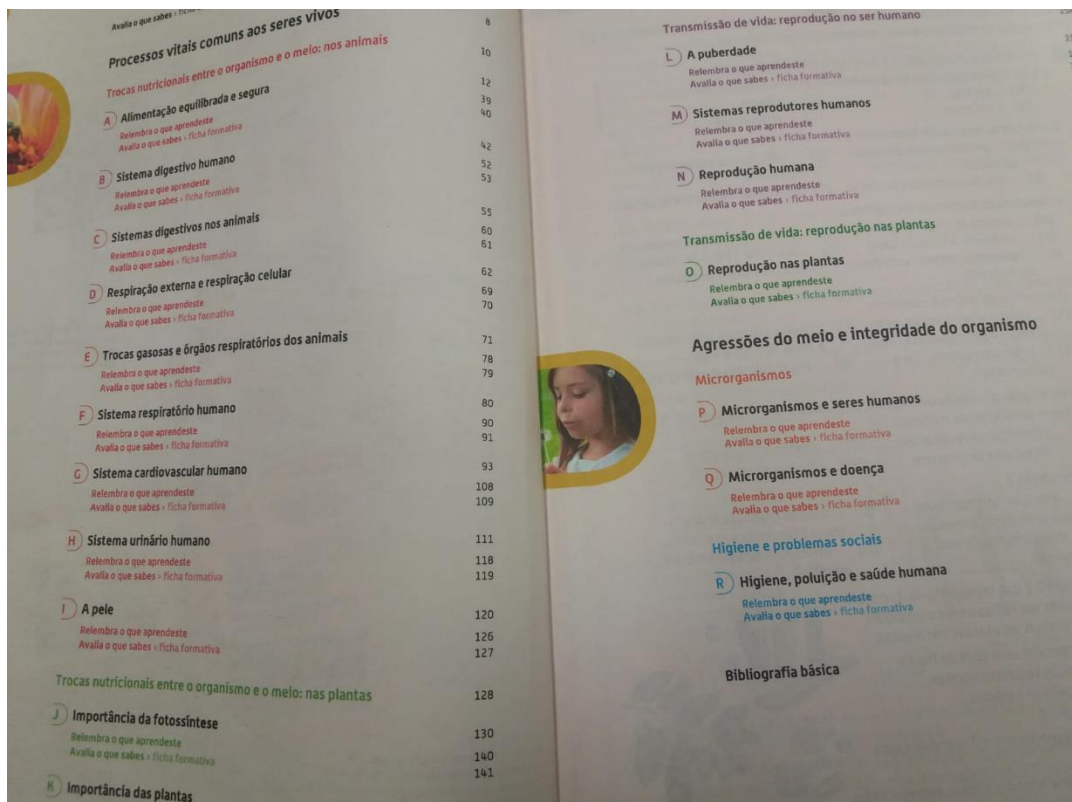 Avalia o que sabes ›
Processos vitais comuns aos seres vivos 8
Trocas nutricionais entre o organismo e o meio: nos animais 10
A Alimentação equilibrada e segura 12
Relembra o que aprendeste 39
Avalia o que sabes › ficha formativa 40
B Sistema digestivo humano 42
Relembra o que aprendeste 52
Avalia o que sabes › ficha formativa 53
C Sistemas digestivos nos animais 55
Relembra o que aprendeste 60
Avalia o que sabes › ficha formativa 61
D Respiração externa e respiração celular 62
Relembra o que aprendeste 69
Avalia o que sabes › ficha formativa 70
E Trocas gasosas e órgãos respiratórios dos animais 71
Relembra o que aprendeste 78
Avalia o que sabes › ficha formativa 79
F Sistema respiratório humano 80
Relembra o que aprendeste 90
Avalia o que sabes › ficha formativa 91
G Sistema cardiovascular humano 93
Relembra o que aprendeste 108
Avalia o que sabes › ficha formativa 109
H Sistema urinário humano 111
Relembra o que aprendeste 118
Avalia o que sabes › ficha formativa 119
I A pele 120
Relembra o que aprendeste 126
Avalia o que sabes › ficha formativa 127
Trocas nutricionais entre o organismo e o meio: nas plantas 128
J Importância da fotossíntese 130
Relembra o que aprendeste 140
Avalia o que sabes › ficha formativa 141
K Importância das plantas
Transmissão de vida: reprodução no ser humano
L A puberdade
Relembra o que aprendeste
Avalia o que sabes › ficha formativa
M Sistemas reprodutores humanos
Relembra o que aprendeste
Avalia o que sabes › ficha formativa
N Reprodução humana
Relembra o que aprendeste
Avalia o que sabes › ficha formativa
Transmissão de vida: reprodução nas plantas
O Reprodução nas plantas
Relembra o que aprendeste
Avalia o que sabes › ficha formativa
Agressões do meio e integridade do organismo
Microrganismos
P Microrganismos e seres humanos
Relembra o que aprendeste
Avalia o que sabes › ficha formativa
Q Microrganismos e doença
Relembra o que aprendeste
Avalia o que sabes › ficha formativa
Higiene e problemas sociais
R Higiene, poluição e saúde humana
Relembra o que aprendeste
Avalia o que sabes › ficha formativa
Bibliografia básica